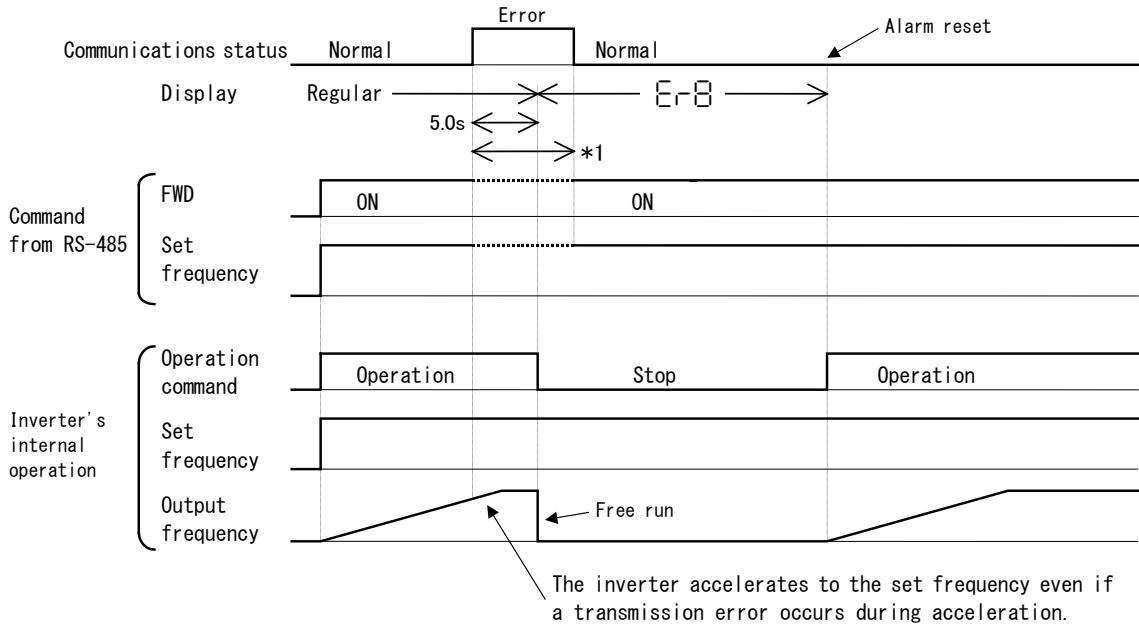 Error
Alarm reset
Communications status Normal Normal
Display Regular Er8
5.0s
*1
Command from RS-485
FWD ON ON
Set frequency
Inverter's internal operation
Operation command Operation Stop Operation
Set frequency
Output frequency
Free run
The inverter accelerates to the set frequency even if
a transmission error occurs during acceleration.